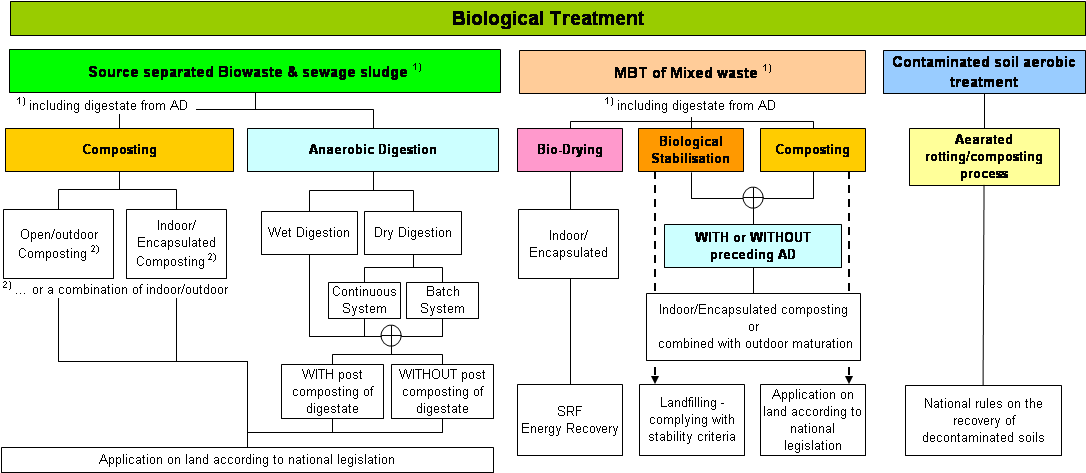 Biological Treatment
Source separated Biowaste & sewage sludge 1)
1) including digestate from AD
Composting
Anaerobic Digestion
Open/outdoor
Composting 2)
Indoor/
Encapsulated
Composting 2)
2) ... or a combination of indoor/outdoor
Wet Digestion
Dry Digestion
Continuous
System
Batch
System
WITH post
composting of
digestate
WITHOUT post
composting of
digestate
Application on land according to national legislation
MBT of Mixed waste 1)
1) including digestate from AD
Bio-Drying
Biological
Stabilisation
Composting
Indoor/
Encapsulated
WITH or WITHOUT
preceding AD
Indoor/Encapsulated composting
or
combined with outdoor maturation
SRF
Energy Recovery
Landfilling -
complying with
stability criteria
Application on
land according to
national
legislation
Contaminated soil aerobic
treatment
Aearated
rotting/composting
process
National rules on the
recovery of
decontaminated soils